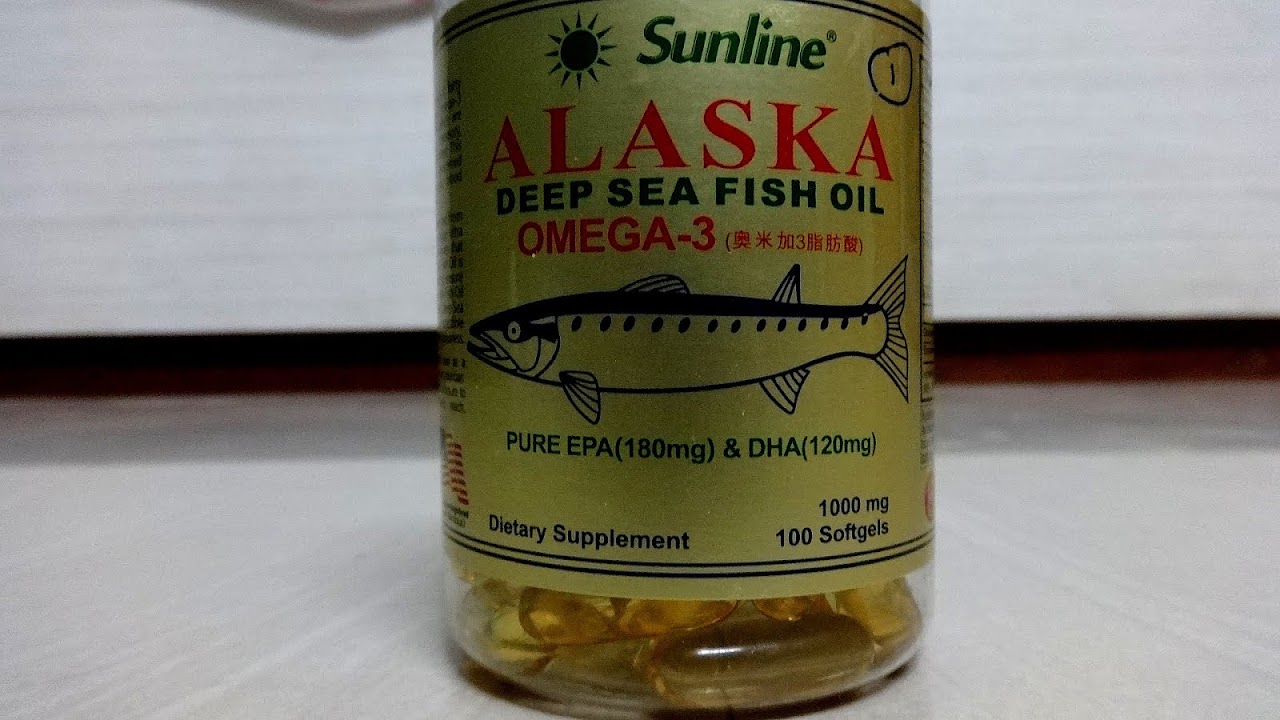 Sunline®
1
ALASKA
DEEP SEA FISH OIL
OMEGA-3 (奥米加3脂肪酸)
PURE EPA(180mg) & DHA(120mg)
1000 mg
Dietary Supplement
100 Softgels